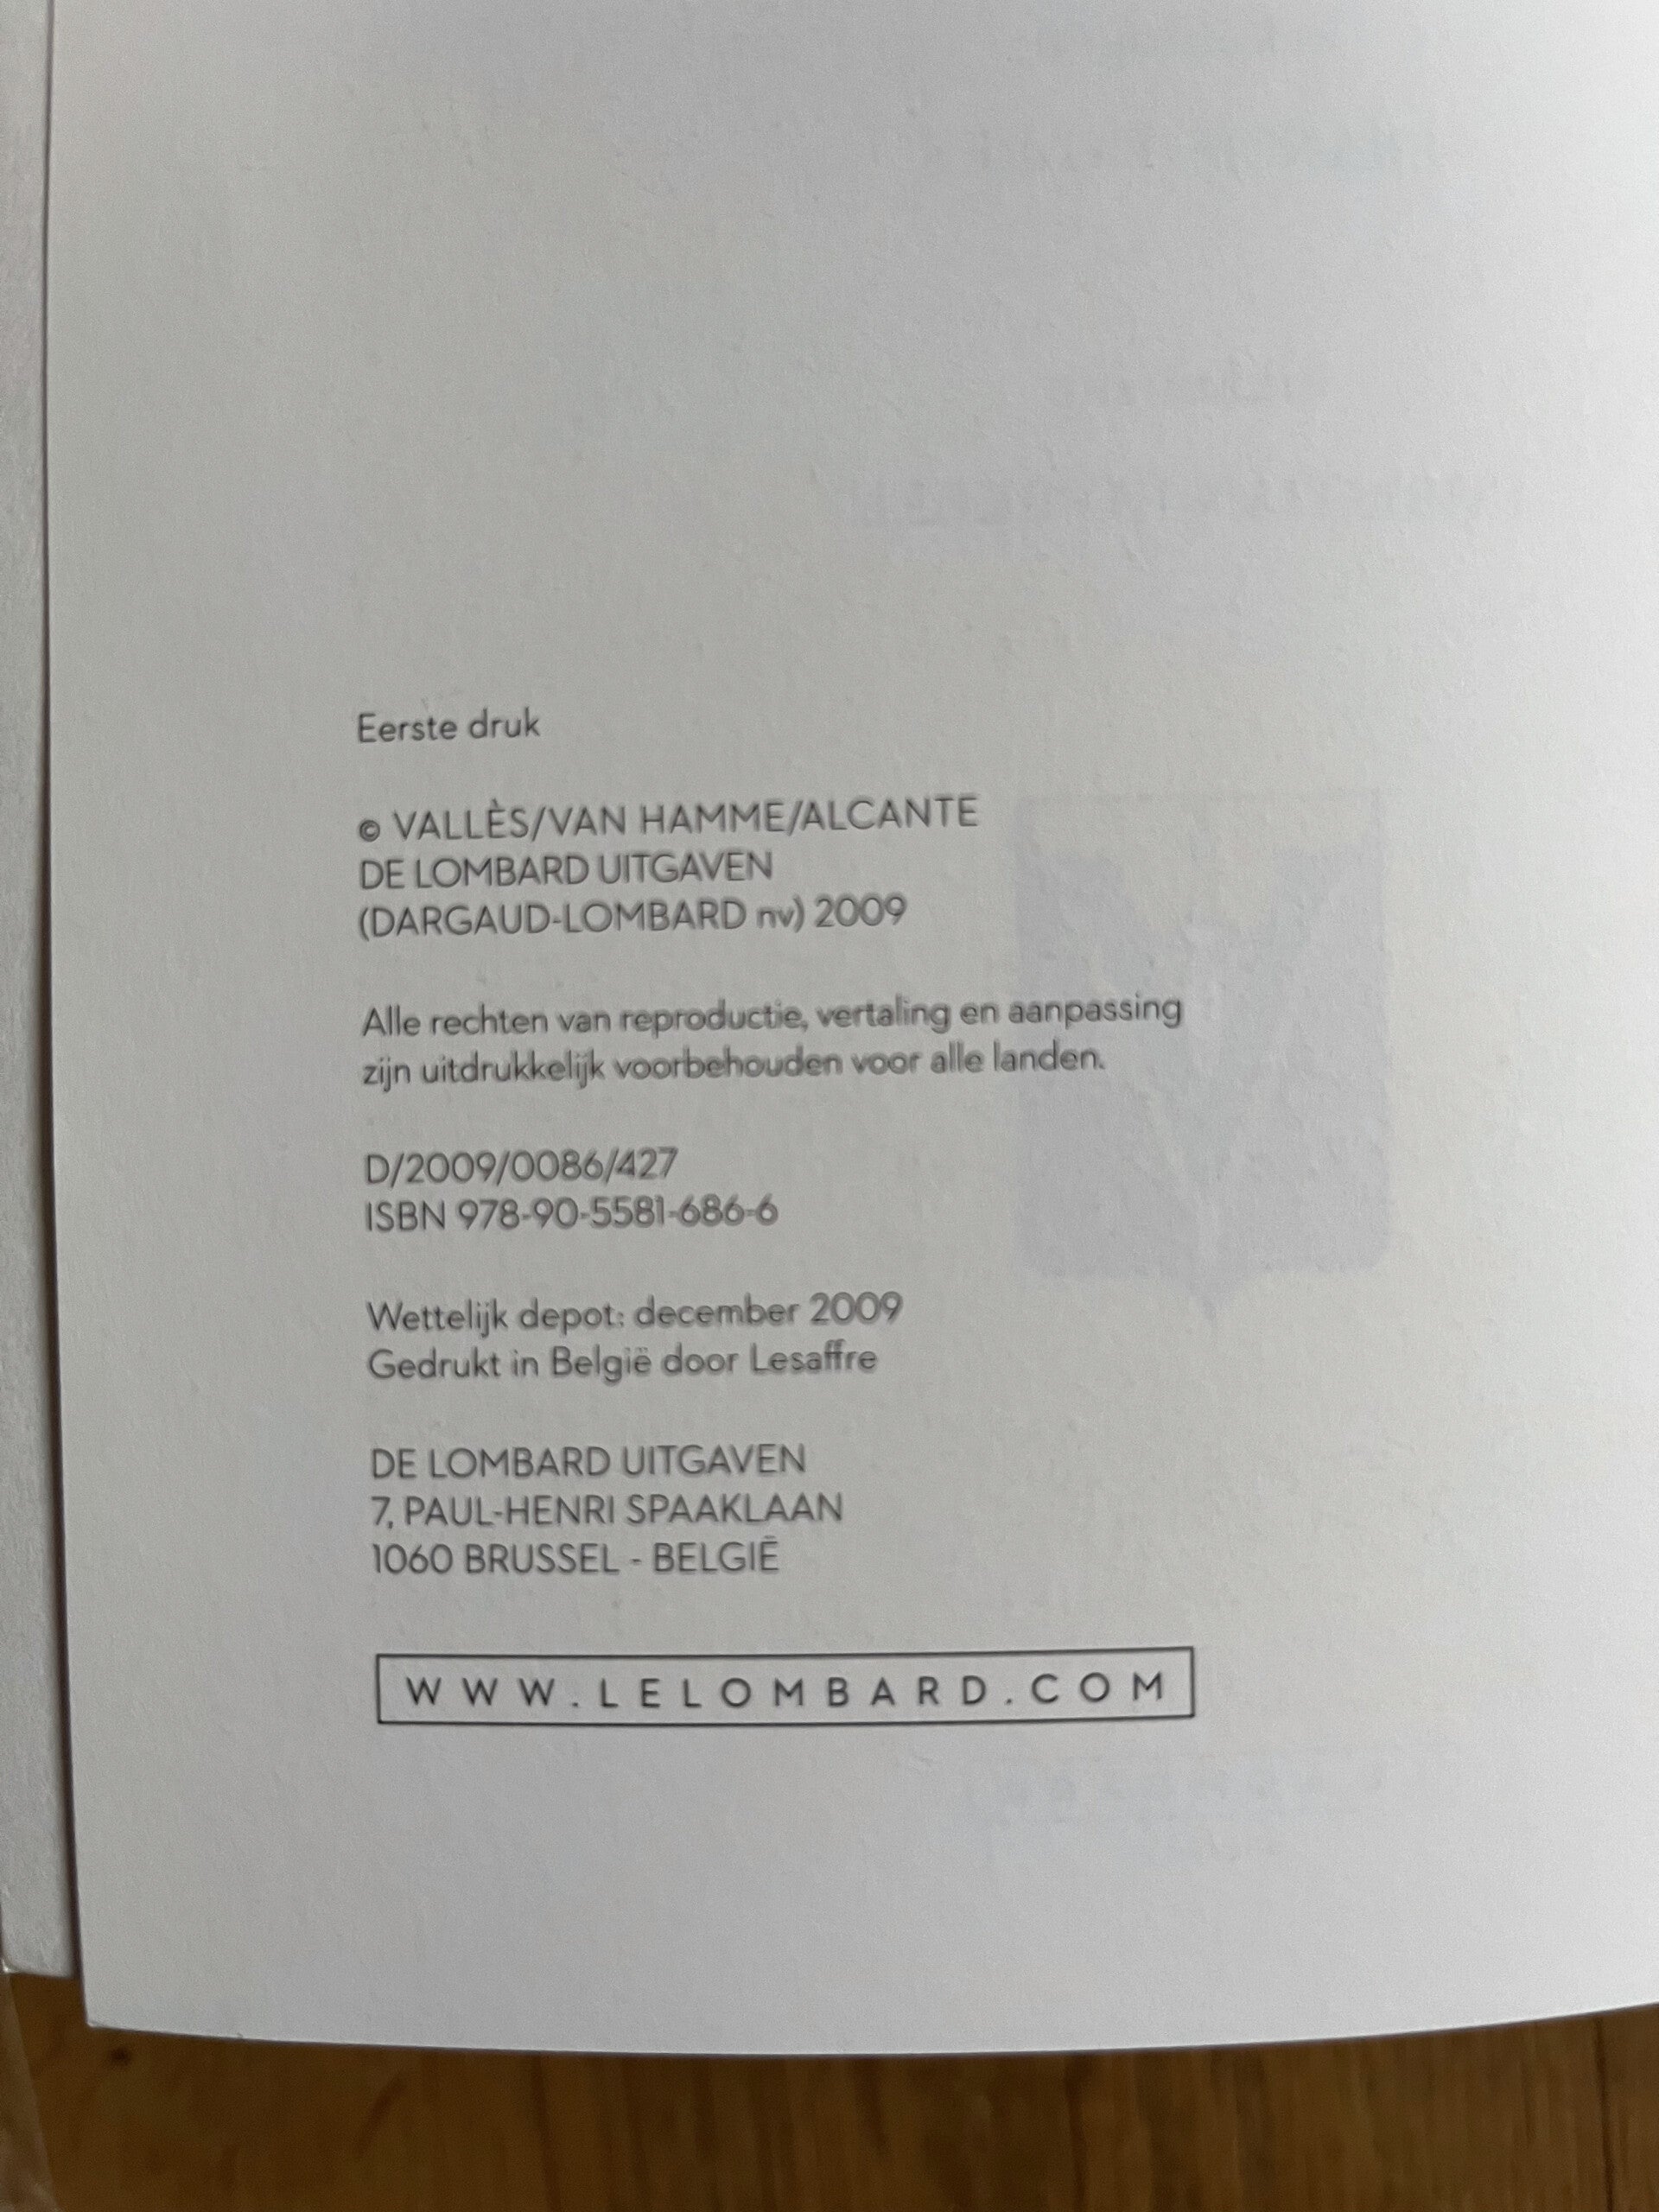 Eerste druk
© VALLÈS/VAN HAMME/ALCANTE
DE LOMBARD UITGAVEN
(DARGAUD-LOMBARD nv) 2009
Alle rechten van reproductie, vertaling en aanpassing
zijn uitdrukkelijk voorbehouden voor alle landen.
D/2009/0086/427
ISBN 978-90-5581-686-6
Wettelijk depot: december 2009
Gedrukt in België door Lesaffre
DE LOMBARD UITGAVEN
7, PAUL-HENRI SPAAKLAAN
1060 BRUSSEL - BELGIË
WWW.LELOMBARD.COM